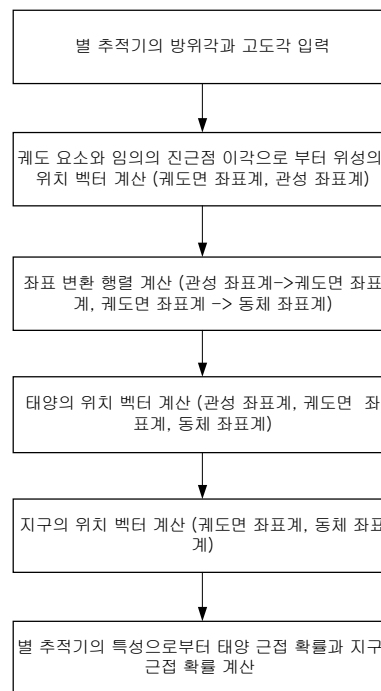 별 추적기의 방위각과 고도각 입력
궤도 요소와 임의의 진근점 이각으로 부터 위성의
위치 벡터 계산 (궤도면 좌표계, 관성 좌표계)
좌표 변환 행렬 계산 (관성 좌표계->궤도면 좌표
계, 궤도면 좌표계 -> 동체 좌표계)
태양의 위치 벡터 계산 (관성 좌표계, 궤도면 좌
표계, 동체 좌표계)
지구의 위치 벡터 계산 (궤도면 좌표계, 동체 좌표
계)
별 추적기의 특성으로부터 태양 근접 확률과 지구
근접 확률 계산